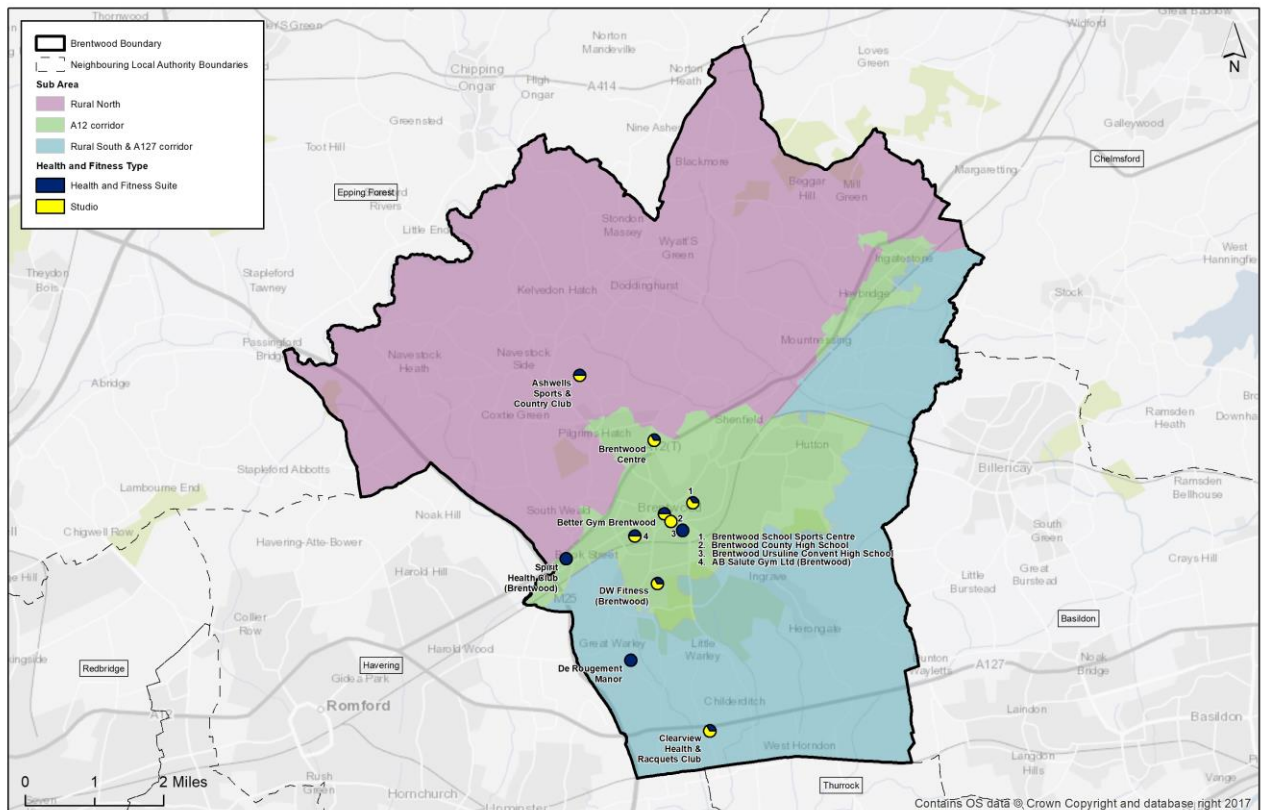 Brentwood Boundary
Neighbouring Local Authority Boundaries
Sub Area
Rural North
A12 corridor
Rural South & A127 corridor
Health and Fitness Type
Health and Fitness Suite
Studio
Thornwood
Norton
Mandeville
Chipping
Ongar
High
Ongar
A414
Norton
Heath
Loves
Green
Widford
Great Baddow
N
Greensted
Nine Ashe
Galleywood
Toot Hill
Blackmore
Margaretting
Chelmsford
Epping Forest
Rivers
Beggar
Hill
Mill
Green
Little End
Stondon
Massey
Wyatt'S
Green
Ingatestone
West
Hanningfie
Theydon
Bois
Stapleford
Tawney
Kelvedon Hatch
Doddinghurst
Heybridge
Stock
Passingford
Bridge
Mountnessing
Abridge
Navestock
Heath
Navestock
Side
Ashwells
Sports &
Country Club
Coxtie Green
Ramsden
Heath
Downha
Shenfield
Pilgrims Hatch
Brentwood
Centre
12(T)
Hutton
Stapleford Abbotts
Billericay
Lambourne End
Ramsden
Bellhouse
Noak Hill
South Weald
1
Chigwell Row
Havering-Atte-Bower
Better Gym Brentwood
2
3
4
South
Green
1. Brentwood School Sports Centre
2. Brentwood County High School
3. Brentwood Ursuline Convent High School
4. AB Salute Gym Ltd (Brentwood)
Crays Hill
Spirit
Health Club
(Brentwood)
Harold Hill
Ingrave
Little
Burstead
Great
Burstead
M25
DW Fitness
(Brentwood)
Collier
Row
Herongate
Basildon
Redbridge
Havering
Harold Wood
Great Warley
Little
Warley
De Rougement
Manor
Gidea Park
A127
Noak
Bridge
Childerditch
Laindon
Romford
A12
Basildon
Clearview
Health &
Racquets Club
West Horndon
Langdon
Hills
0 1 2 Miles
Rush
Green
Hornchurch
Thurrock
Vange
Contains OS data © Crown Copyright and database right 2017